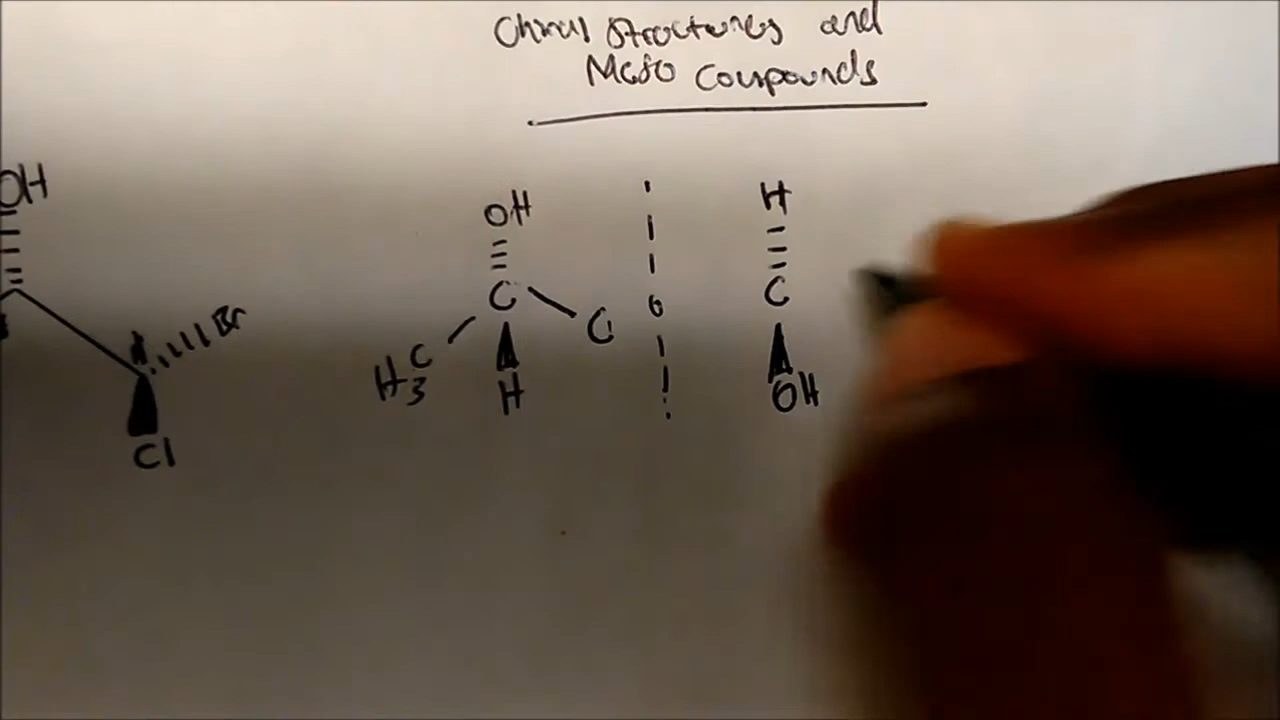 Chiral Structures and
Meso Compounds
OH
Br
Cl
OH
C
Cl
H3C
H
H
C
OH